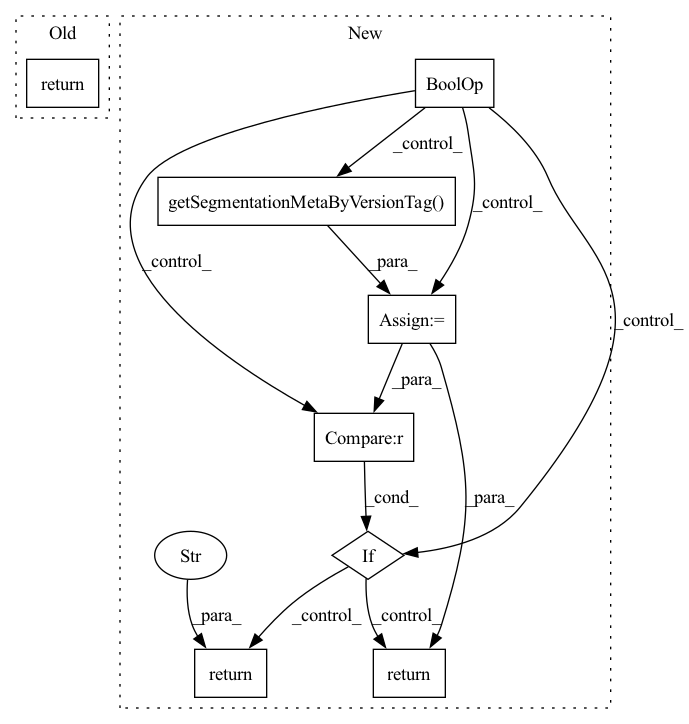 Old
New
return
BoolOp
_control_
getSegmentationMetaByVersionTag()
_control_
_control_
_para_
_control_
Assign:=
_para_
Compare:r
_cond_
_para_
Str
If
_para_
_control_
_control_
return
return